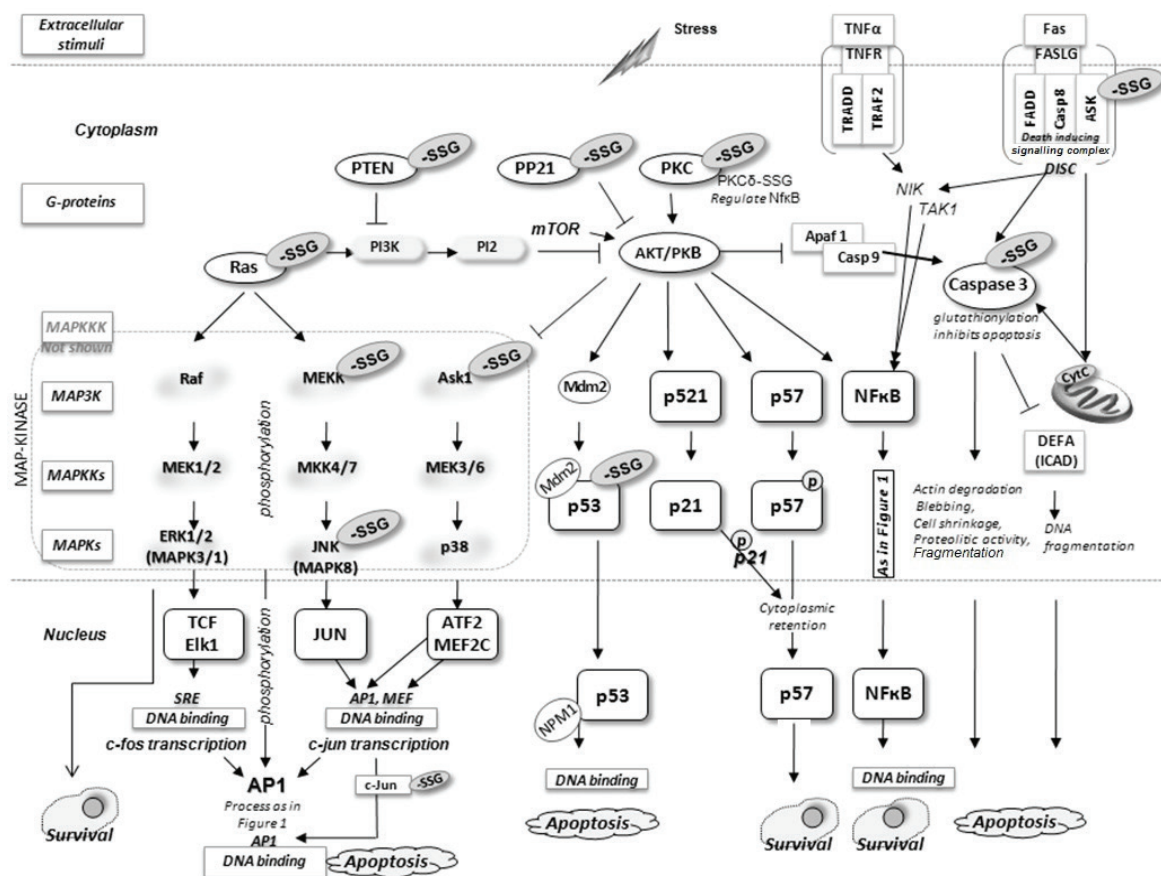 Extracellular
stimuli
Stress
TNFα
TNFR
TRADD
TRAF2
Fas
FASLG
FADD
Casp8
ASK
-SSG
Death inducing
signalling complex
DISC
Cytoplasm
G-proteins
PTEN
-SSG
PP21
-SSG
PKC
-SSG
PKCδ-SSG
Regulate NfκB
NIK
TAK1
Ras
-SSG
PI3K
PI2
mTOR
AKT/PKB
Apaf 1
Casp 9
-SSG
Caspase 3
glutathionylation
inhibits apoptosis
CytC
MAPKKK
Not shown
MAP-KINASE
MAP3K
Raf
MEKK
-SSG
Ask1
-SSG
Mdm2
p521
p57
NFκB
MAPKKs
MEK1/2
phosphorylation
MKK4/7
MEK3/6
Mdm2
-SSG
p53
p21
p57
p
As in Figure 1
DEFA
(ICAD)
Actin degradation
Blebbing,
Cell shrinkage,
Proteolitic activity,
Fragmentation
DNA
fragmentation
MAPKs
ERK1/2
(MAPK3/1)
JNK
(MAPK8)
-SSG
p38
p
p21
Nucleus
TCF
Elk1
phosphorylation
JUN
ATF2
MEF2C
Cytoplasmic
retention
SRE
DNA binding
c-fos transcription
AP1, MEF
DNA binding
c-jun transcription
p53
NPM1
p57
NFκB
AP1
Process as in
Figure 1
AP1
DNA binding
c-Jun
-SSG
DNA binding
DNA binding
Survival
Apoptosis
Apoptosis
Survival
Survival
Apoptosis